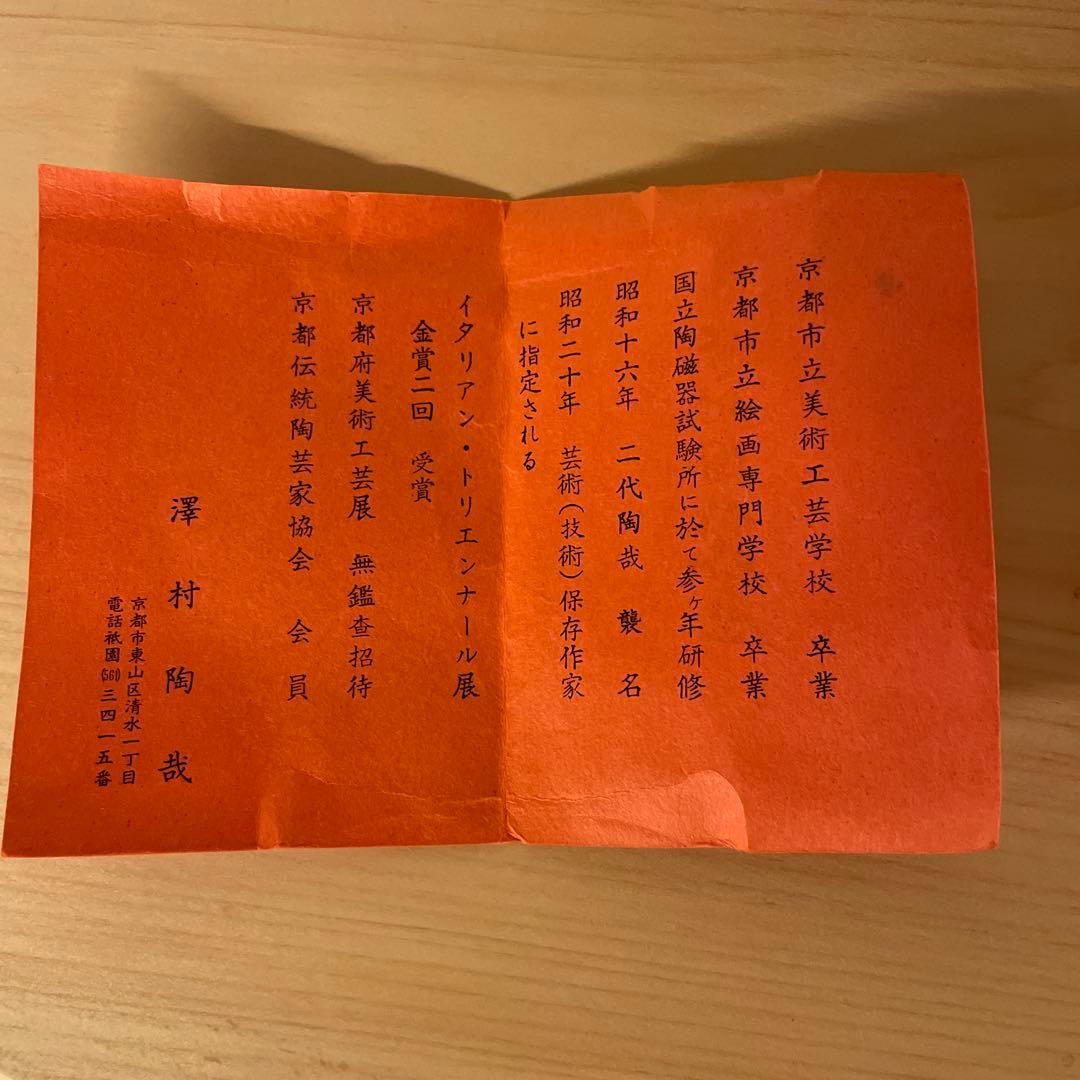 京都市立美術工芸学校 卒業
京都市立絵画専門学校 卒業
国立陶磁器試験所に於て参ヶ年研修
昭和十六年 二代陶哉 襲名
昭和二十年 芸術(技術)保存作家
に指定される
イタリアン・トリエンナール展
金賞二回 受賞
京都府美術工芸展 無鑑査招待
京都伝統陶芸家協会 会員
澤村陶哉
京都市東山区清水一丁目
電話祇園(561)三四一五番